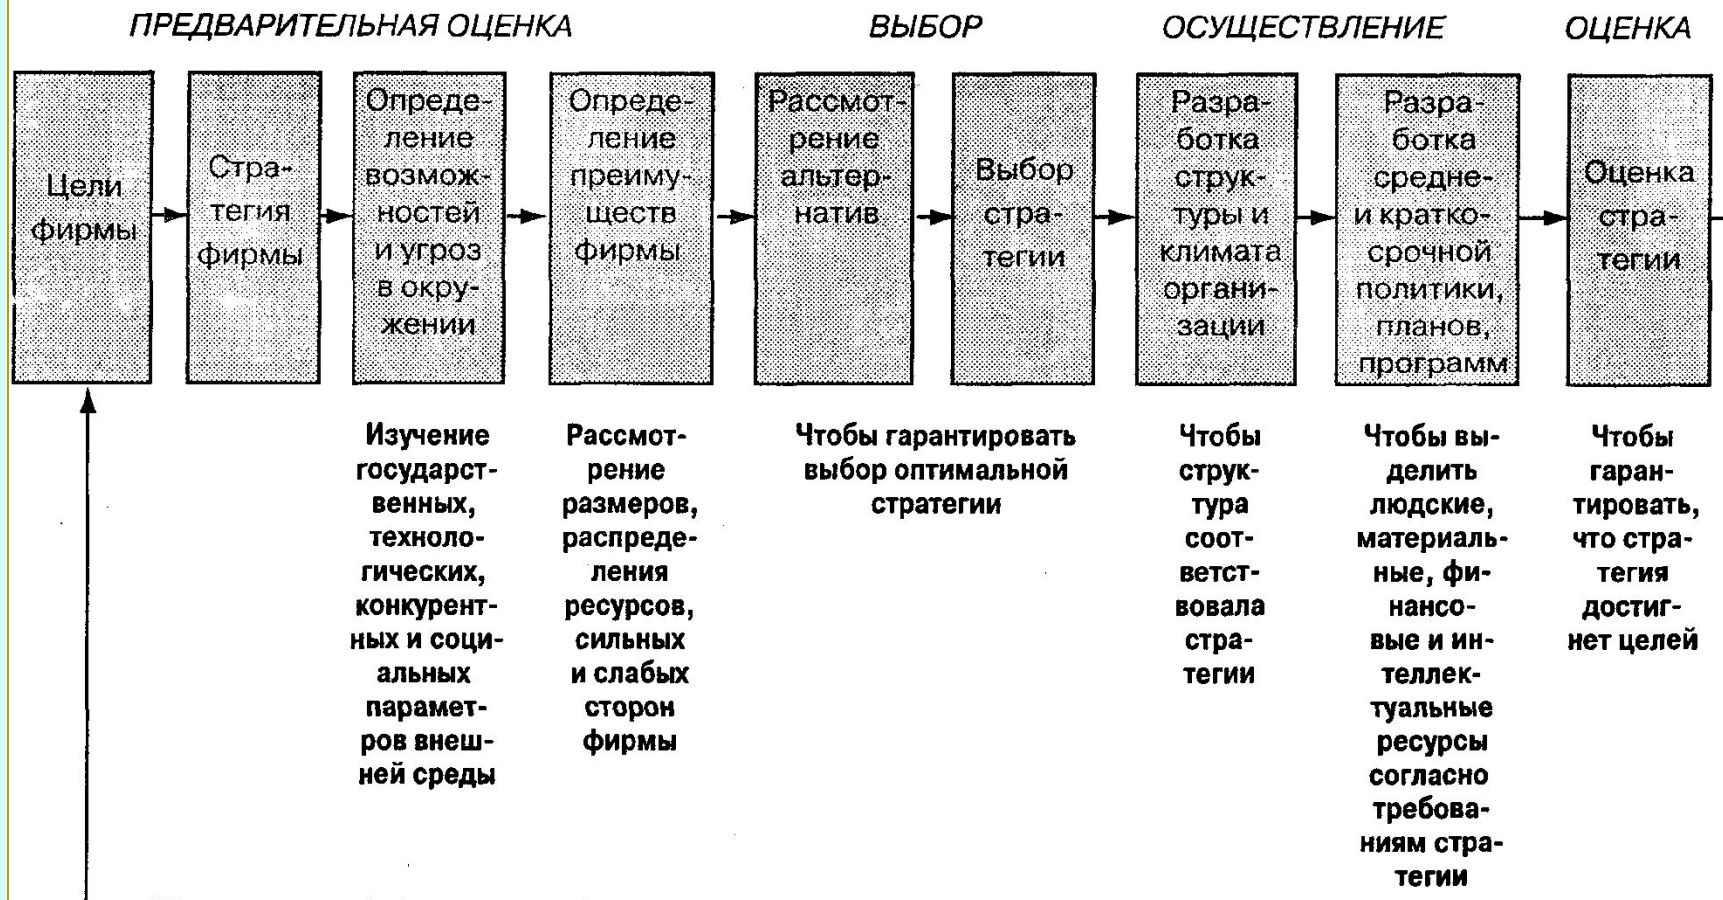 ПРЕДВАРИТЕЛЬНАЯ ОЦЕНКА
ВЫБОР
ОСУЩЕСТВЛЕНИЕ
ОЦЕНКА
Цели
фирмы
Стра-
тегия
фирмы
Опреде-
ление
возмож-
ностей
и угроз
в окру-
жении
Опреде-
ление
преиму-
ществ
фирмы
Рассмот-
рение
альтер-
натив
Выбор
стра-
тегии
Разра-
ботка
струк-
туры и
климата
органи-
зации
Разра-
ботка
средне-
и кратко-
срочной
политики,
планов,
программ
Оценка
стра-
тегии
Изучение
государст-
венных,
техноло-
гических,
конкурент-
ных и соци-
альных
парамет-
ров внеш-
ней среды
Рассмот-
рение
размеров,
распреде-
ления
ресурсов,
сильных
и слабых
сторон
фирмы
Чтобы гарантировать
выбор оптимальной
стратегии
Чтобы
струк-
тура
соот-
ветст-
вовала
стра-
тегии
Чтобы вы-
делить
людские,
материаль-
ные, фи-
нансо-
вые и ин-
теллек-
туальные
ресурсы
согласно
требова-
ниям стра-
тегии
Чтобы
гаран-
тировать,
что стра-
тегия
достиг-
нет целей